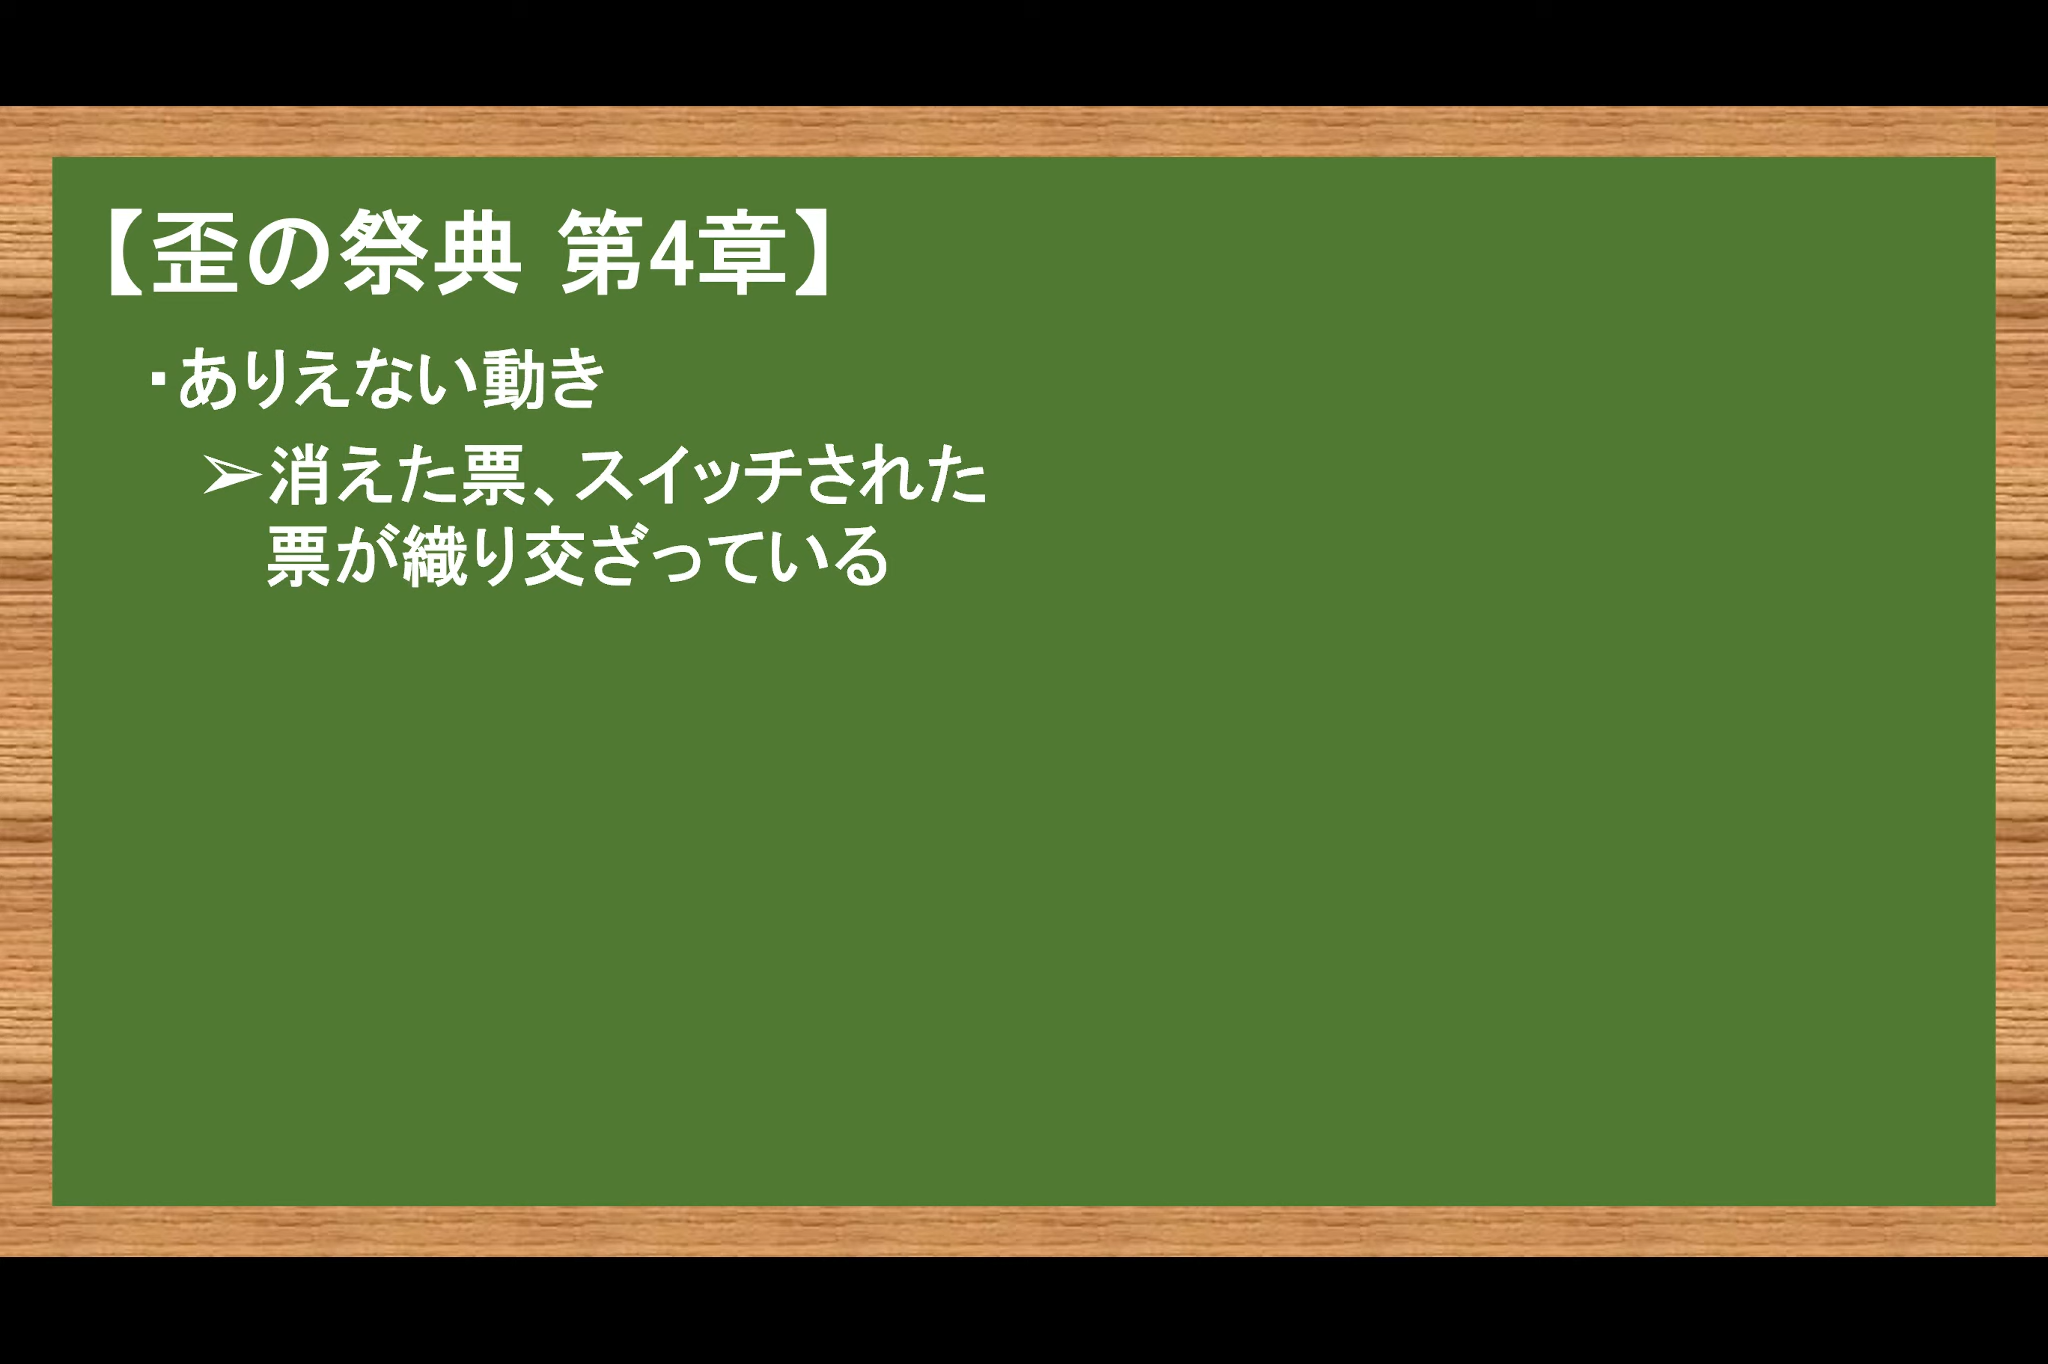 【歪の祭典 第4章】
・ありえない動き
➢消えた票、スイッチされた
票が織り交ざっている